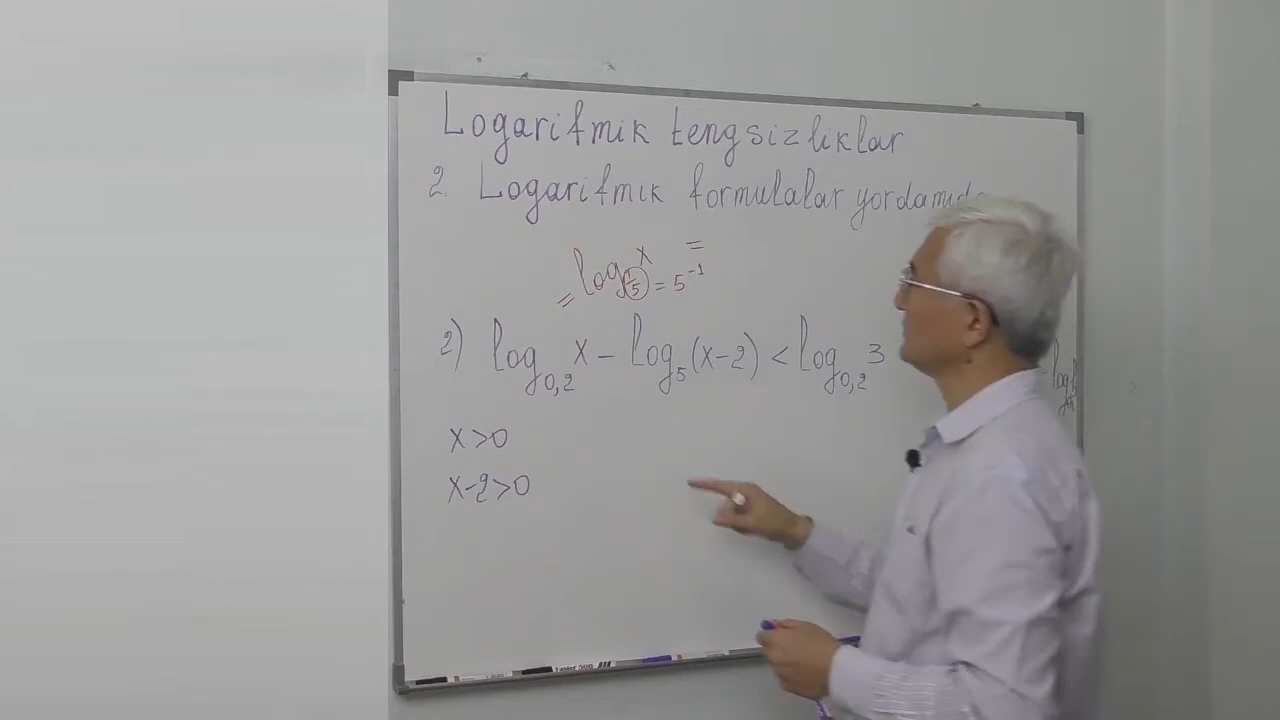 Logarifmik tengsizliklar
2. Logarifmik formulalar
=
= log_{1/5} x = 5^{-1}
2) log_{0,2} x − log_5 (x−2) < log_{0,2} 3
x>0
x-2>0